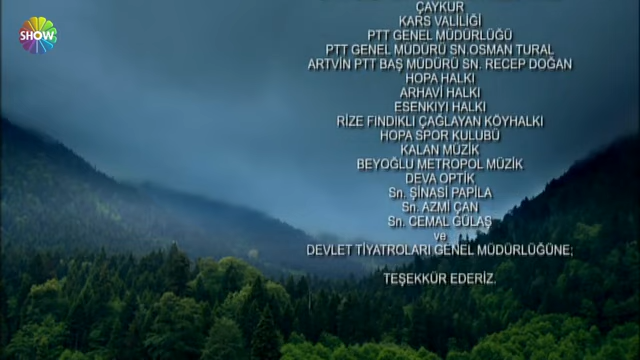 SHOW
ÇAYKUR
KARS VALİLİĞİ
PTT GENEL MÜDÜRLÜĞÜ
PTT GENEL MÜDÜRÜ SN.OSMAN TURAL
ARTVİN PTT BAŞ MÜDÜRÜ SN. RECEP DOĞAN
HOPA HALKI
ARHAVİ HALKI
ESENKIYI HALKI
RİZE FINDIKLI ÇAĞLAYAN KÖYHALKI
HOPA SPOR KULUBÜ
KALAN MÜZİK
BEYOĞLU METROPOL MÜZİK
DEVA OPTİK
Sn. ŞİNASİ PAPİLA
Sn. AZMİ ÇAN
Sn. CEMAL GÜLAŞ
ve
DEVLET TİYATROLARI GENEL MÜDÜRLÜĞÜNE;
TEŞEKKÜR EDERİZ.